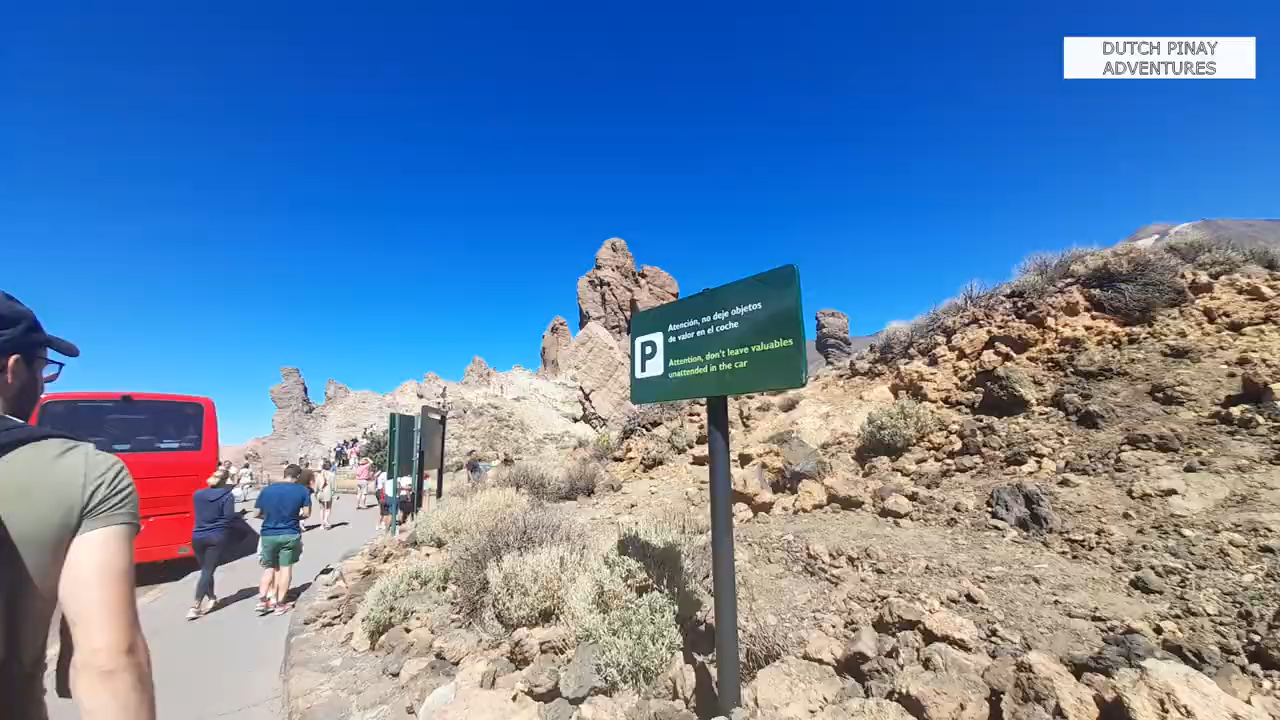 DUTCH PINAY
ADVENTURES
P
Atención, no deje objetos
de valor en el coche
Attention, don't leave valuables
unattended in the car